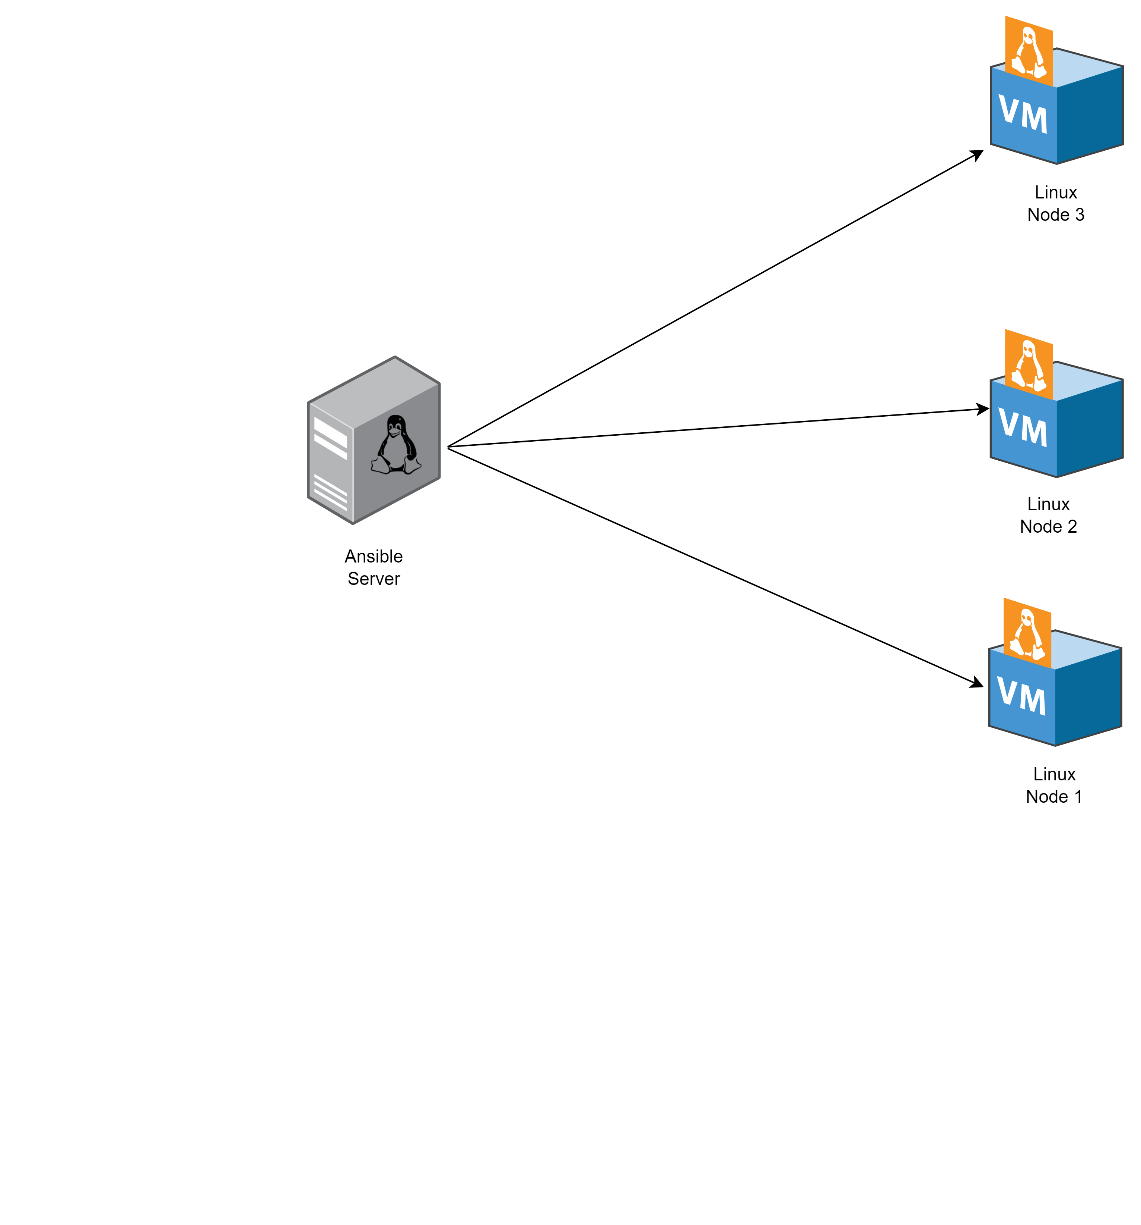 VM
Linux
Node 3
VM
Linux
Node 2
Ansible
Server
VM
Linux
Node 1